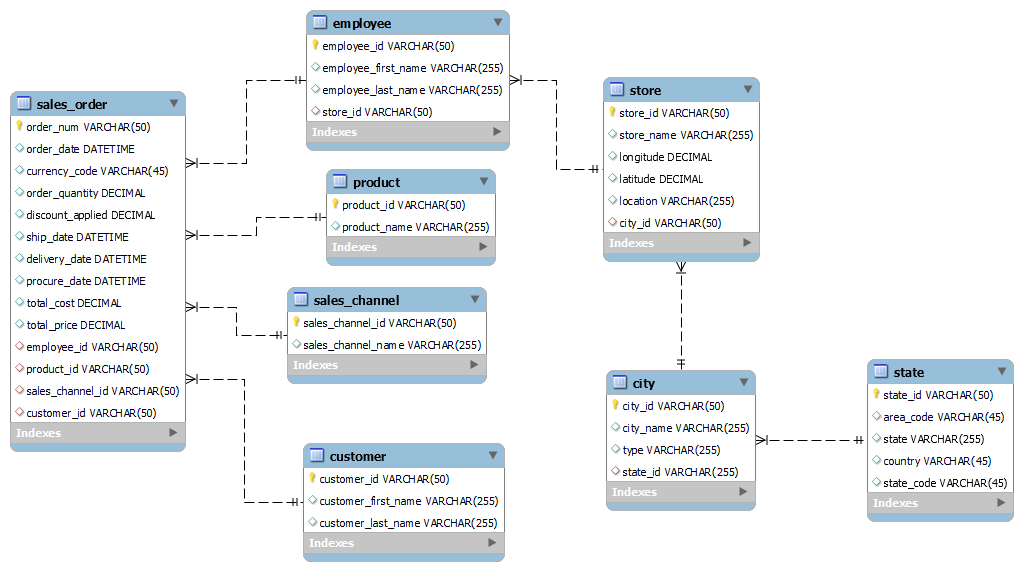 employee
employee_id VARCHAR(50)
employee_first_name VARCHAR(255)
employee_last_name VARCHAR(255)
store_id VARCHAR(50)
Indexes
sales_order
order_num VARCHAR(50)
order_date DATETIME
currency_code VARCHAR(45)
order_quantity DECIMAL
discount_applied DECIMAL
ship_date DATETIME
delivery_date DATETIME
procure_date DATETIME
total_cost DECIMAL
total_price DECIMAL
employee_id VARCHAR(50)
product_id VARCHAR(50)
sales_channel_id VARCHAR(50)
customer_id VARCHAR(50)
Indexes
product
product_id VARCHAR(50)
product_name VARCHAR(255)
Indexes
sales_channel
sales_channel_id VARCHAR(50)
sales_channel_name VARCHAR(255)
Indexes
customer
customer_id VARCHAR(50)
customer_first_name VARCHAR(255)
customer_last_name VARCHAR(255)
Indexes
store
store_id VARCHAR(50)
store_name VARCHAR(255)
longitude DECIMAL
latitude DECIMAL
location VARCHAR(255)
city_id VARCHAR(50)
Indexes
city
city_id VARCHAR(50)
city_name VARCHAR(255)
type VARCHAR(255)
state_id VARCHAR(255)
Indexes
state
state_id VARCHAR(50)
area_code VARCHAR(45)
state VARCHAR(255)
country VARCHAR(45)
state_code VARCHAR(45)
Indexes